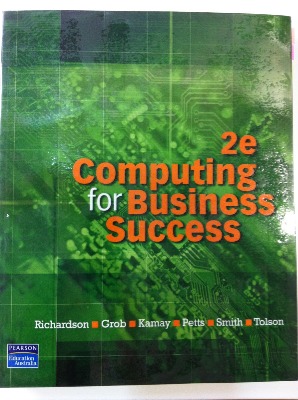 2e
Computing
for Business
Success
Richardson ■ Grob ■ Kamay ■ Petts ■ Smith ■ Tolson
PEARSON
Education
Australia